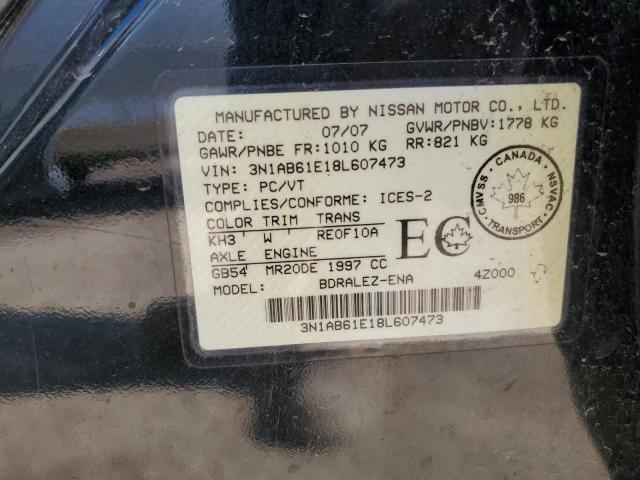 MANUFACTURED BY NISSAN MOTOR CO., LTD.
DATE: 07/07 GVWR/PNBV:1778 KG
GAWR/PNBE FR:1010 KG RR:821 KG
VIN: 3N1AB61E18L607473
TYPE: PC/VT
COMPLIES/CONFORME: ICES-2
COLOR TRIM TRANS
KH3 W RE0F10A
AXLE ENGINE
GB54 MR20DE 1997 CC
MODEL: BDRALEZ-ENA 4Z000
3N1AB61E18L607473
EC
CMVSS · CANADA · NSVAC
986
TRANSPORT